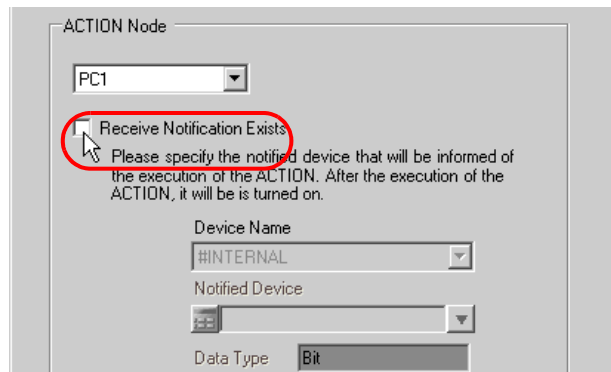 ACTION Node
PC1
Receive Notification Exists
Please specify the notified device that will be informed of
the execution of the ACTION. After the execution of the
ACTION, it will be is turned on.
Device Name
#INTERNAL
Notified Device
Data Type Bit